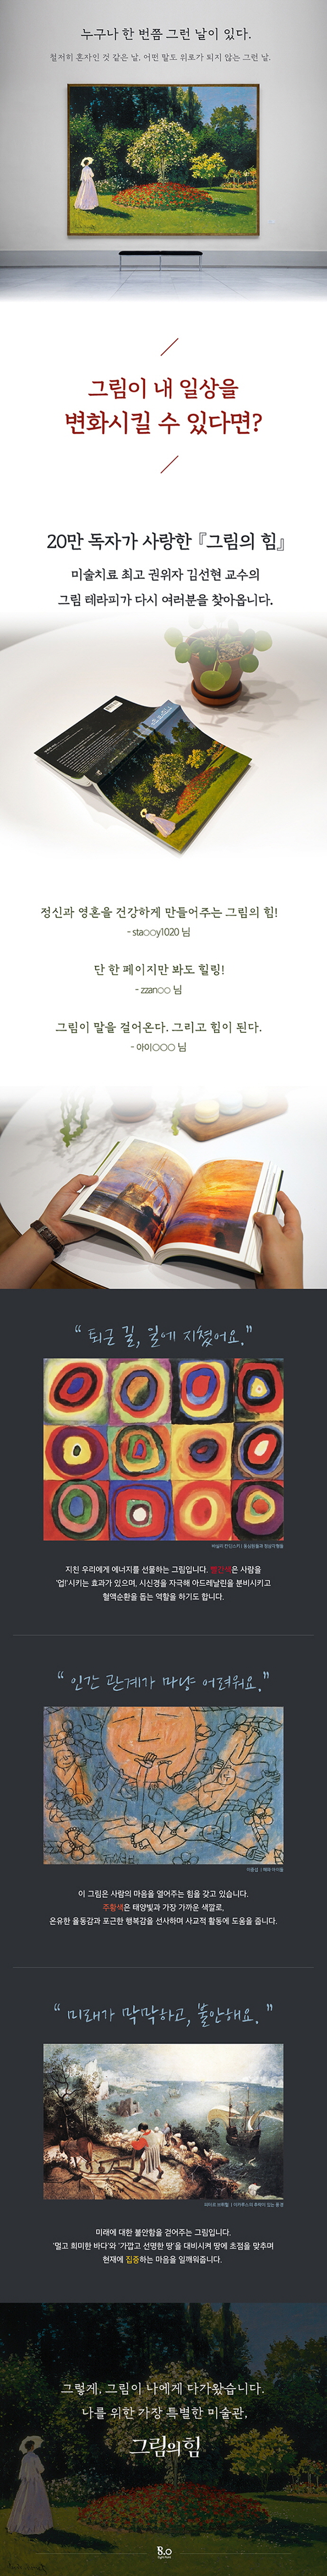 누구나 한 번쯤 그런 날이 있다.
철저히 혼자인 것 같은 날, 어떤 말도 위로가 되지 않는 그런 날.
그림이 내 일상을
변화시킬 수 있다면?
20만 독자가 사랑한 『그림의 힘』
미술치료 최고 권위자 김선현 교수의
그림 테라피가 다시 여러분을 찾아옵니다.
정신과 영혼을 건강하게 만들어주는 그림의 힘!
- sta○○y1020 님
단 한 페이지만 봐도 힐링!
- zzan○○ 님
그림이 말을 걸어온다. 그리고 힘이 된다.
- 아이○○○ 님
“ 퇴근 길, 일에 지쳤어요.”
바실리 칸딘스키 | 동심원들과 정사각형들
지친 우리에게 에너지를 선물하는 그림입니다. 빨간색은 사람을
'업!'시키는 효과가 있으며, 시신경을 자극해 아드레날린을 분비시키고
혈액순환을 돕는 역할을 하기도 합니다.
“ 인간 관계가 마냥 어려워요.”
이중섭 | 해와 아이들
이 그림은 사람의 마음을 열어주는 힘을 갖고 있습니다.
주황색은 태양빛과 가장 가까운 색깔로,
온유한 율동감과 포근한 행복감을 선사하며 사교적 활동에 도움을 줍니다.
“ 미래가 막막하고, 불안해요. ”
피터르 브뤼헐 | 이카루스의 추락이 있는 풍경
미래에 대한 불안함을 걷어주는 그림입니다.
'멀고 희미한 바다'와 '가깝고 선명한 땅'을 대비시켜 땅에 초점을 맞추며
현재에 집중하는 마음을 일깨워줍니다.
그렇게, 그림이 나에게 다가왔습니다.
나를 위한 가장 특별한 미술관,
그림의 힘
8.0